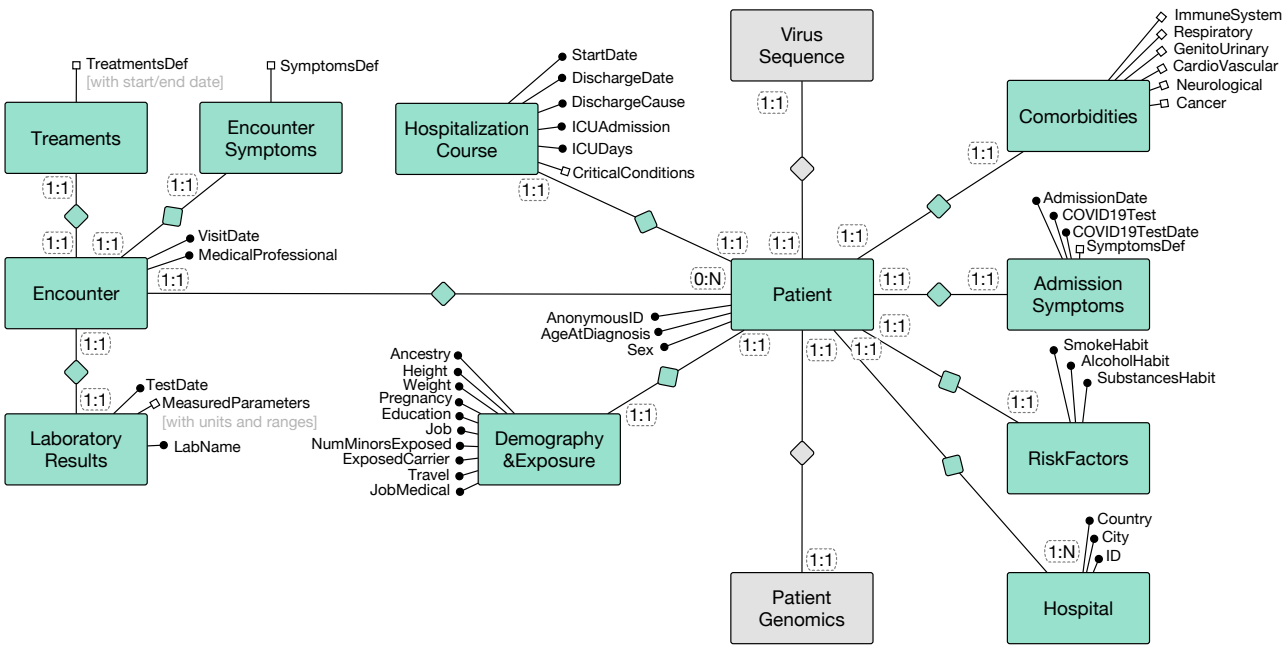 Virus
Sequence
1:1
1:1
ImmuneSystem
Respiratory
GenitoUrinary
CardioVascular
Neurological
Cancer
Comorbidities
1:1
1:1
TreatmentsDef
[with start/end date]
Treaments
1:1
1:1
SymptomsDef
Encounter
Symptoms
1:1
1:1
StartDate
DischargeDate
DischargeCause
ICUAdmission
ICUDays
CriticalConditions
Hospitalization
Course
1:1
1:1
VisitDate
MedicalProfessional
Encounter
1:1
0:N
Patient
AnonymousID
AgeAtDiagnosis
Sex
AdmissionDate
COVID19Test
COVID19TestDate
SymptomsDef
1:1
1:1
Admission
Symptoms
1:1
1:1
TestDate
MeasuredParameters
[with units and ranges]
LabName
Laboratory
Results
Ancestry
Height
Weight
Pregnancy
Education
Job
NumMinorsExposed
ExposedCarrier
Travel
JobMedical
1:1
1:1
Demography
&Exposure
1:1
1:1
Patient
Genomics
SmokeHabit
AlcoholHabit
SubstancesHabit
1:1
1:1
RiskFactors
1:1
1:N
Country
City
ID
Hospital